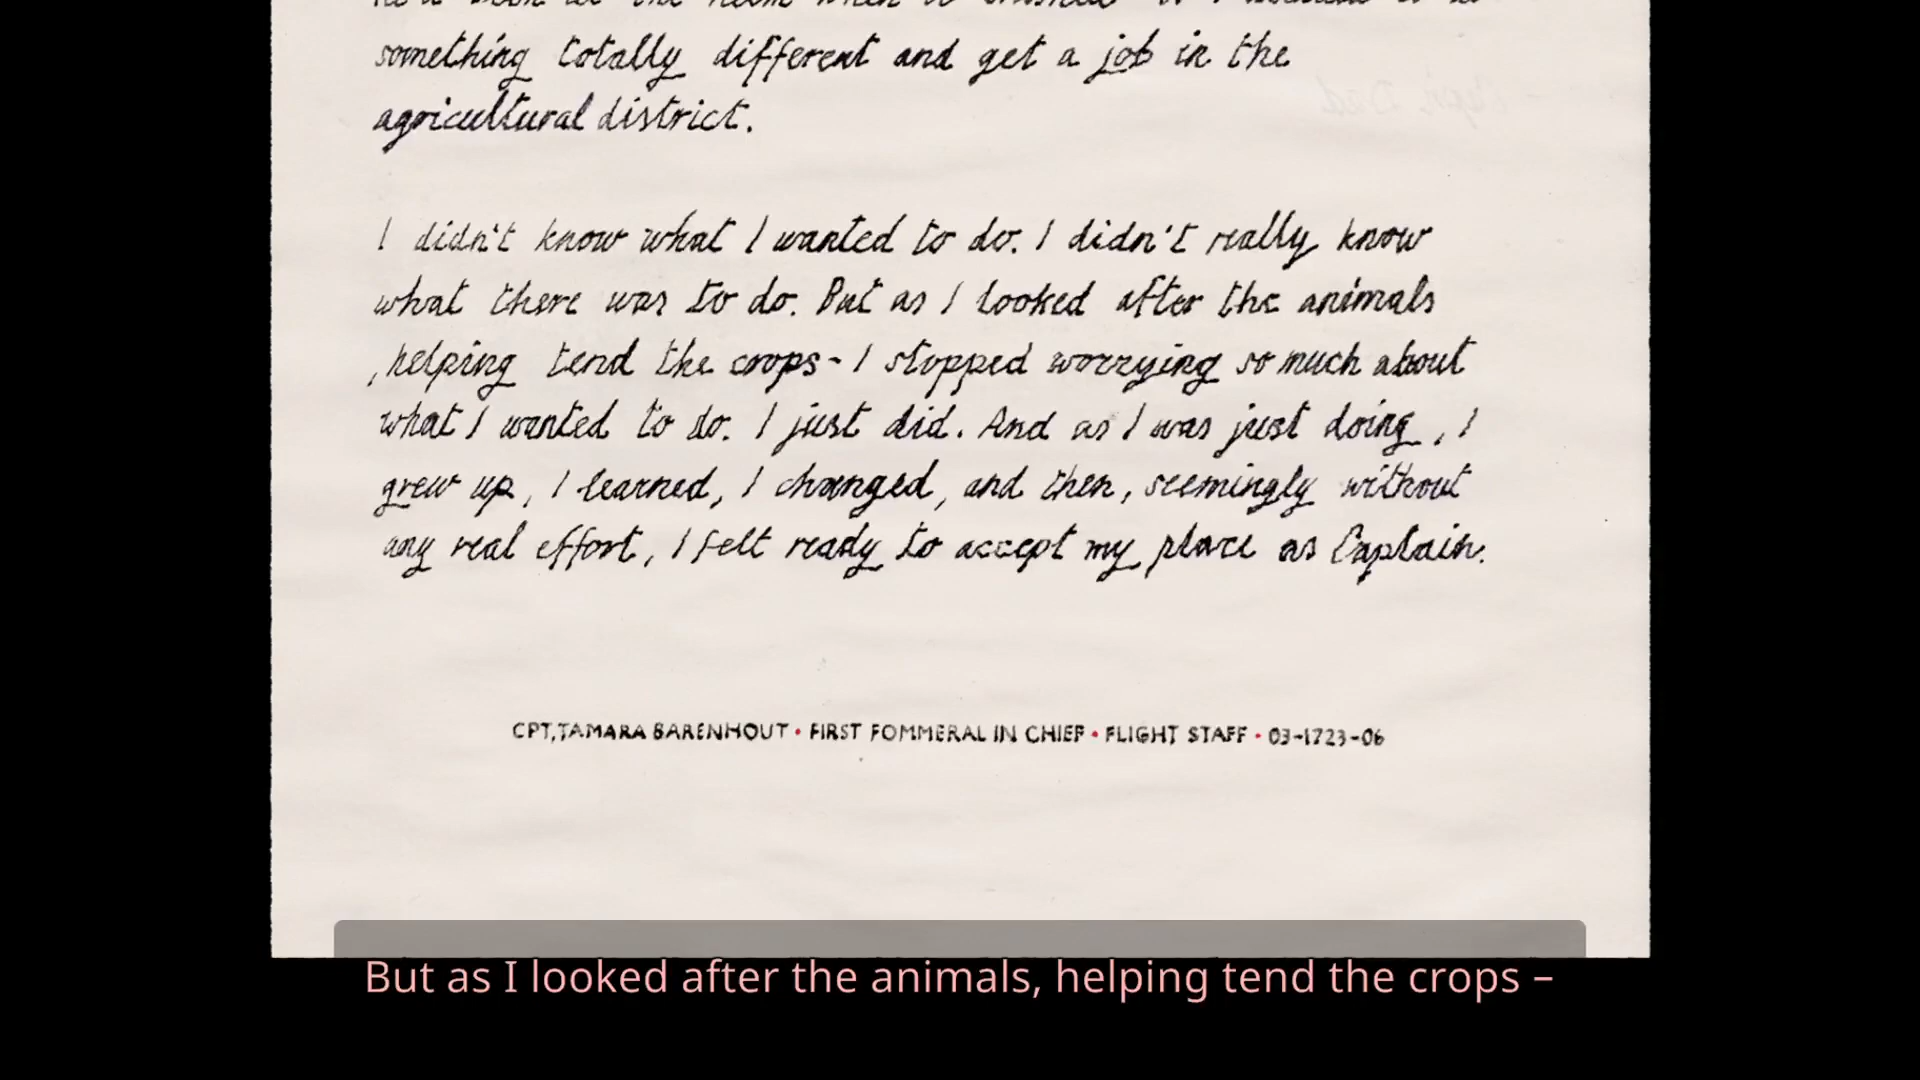 something totally different and get a job in the
agricultural district.
I didn't know what I wanted to do. I didn't really know
what there was to do. But as I looked after the animals
,helping tend the crops- I stopped worrying so much about
what I wanted to do. I just did. And as I was just doing, I
grew up, I learned, I changed, and then, seemingly without
any real effort, I felt ready to accept my place as Captain.
CPT,TAMARA BARENHOUT • FIRST FOMMERAL IN CHIEF • FLIGHT STAFF • 03-1723-06
But as I looked after the animals, helping tend the crops –